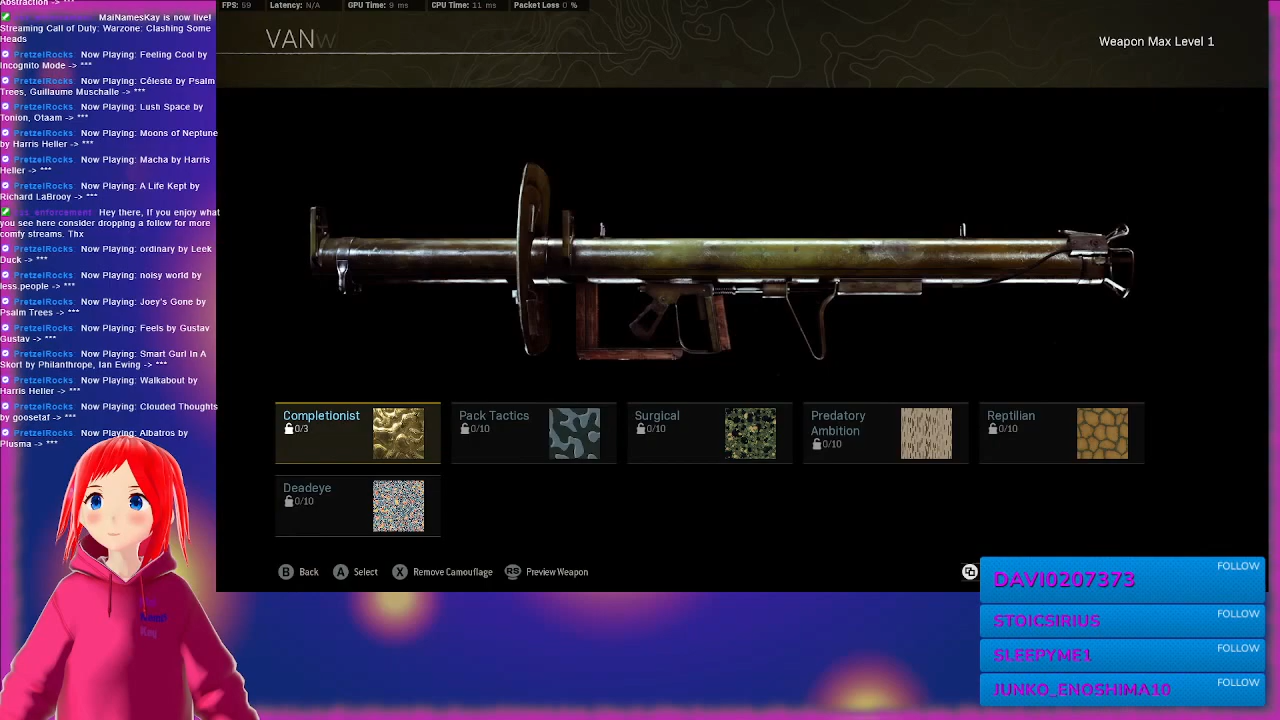 Abstraction -> ***
MaiNamesKay is now live!
Streaming Call of Duty: Warzone: Clashing Some
Heads
PretzelRocks Now Playing: Feeling Cool by
Incognito Mode -> ***
PretzelRocks Now Playing: Céleste by Psalm
Trees, Guillaume Muschalle -> ***
PretzelRocks Now Playing: Lush Space by
Tonion, Otaam -> ***
PretzelRocks Now Playing: Moons of Neptune
by Harris Heller -> ***
PretzelRocks Now Playing: Macha by Harris
Heller -> ***
PretzelRocks Now Playing: A Life Kept by
Richard LaBrooy -> ***
Hey there, If you enjoy what
you see here consider dropping a follow for more
comfy streams. Thx
PretzelRocks Now Playing: ordinary by Leek
Duck -> ***
PretzelRocks Now Playing: noisy world by
less.people -> ***
PretzelRocks Now Playing: Joey's Gone by
Psalm Trees -> ***
PretzelRocks Now Playing: Feels by Gustav
Gustav -> ***
PretzelRocks Now Playing: Smart Gurl In A
Skort by Philanthrope, Ian Ewing -> ***
PretzelRocks Now Playing: Walkabout by
Harris Heller -> ***
PretzelRocks Now Playing: Clouded Thoughts
by goosetaf -> ***
PretzelRocks Now Playing: Albatros by
Plusma -> ***
FPS: 59 Latency: N/A GPU Time: 9 ms CPU Time: 11 ms Packet Loss 0 %
VANW
Weapon Max Level 1
Completionist
0/3
Pack Tactics
0/10
Surgical
0/10
Predatory
Ambition
0/10
Reptilian
0/10
Deadeye
0/10
B Back A Select X Remove Camouflage RS Preview Weapon
Kay
DAVI0207373 FOLLOW
STOICSIRIUS FOLLOW
SLEEPYME1 FOLLOW
JUNKO_ENOSHIMA10 FOLLOW